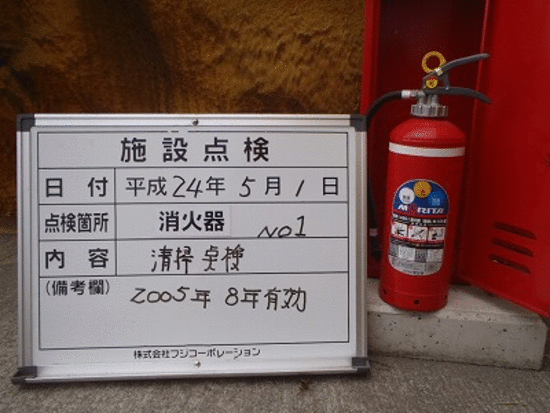 施設点検
日付 平成24年5月1日
点検箇所 消火器 NO1
内容 清掃点検
(備考欄) 2005年 8年有効
株式会社フジコーポレーション
MORITA